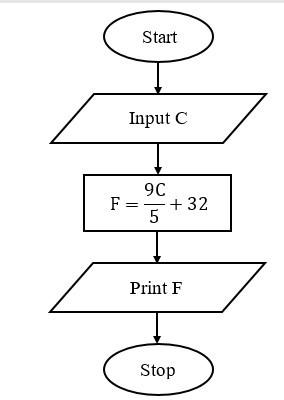 Start
Input C
F = 9C/5 + 32
Print F
Stop